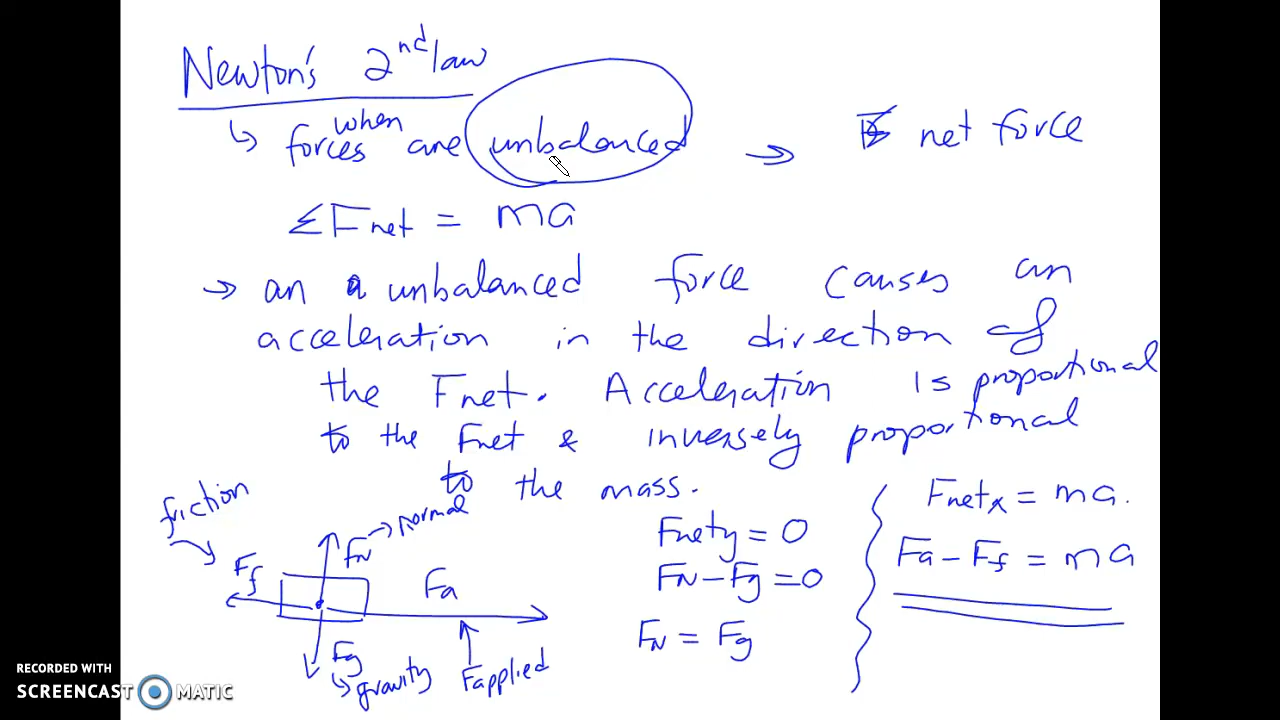 Newton's 2nd law
↳ forces when are unbalanced → net force
ΣFnet = ma
→ an a unbalanced force causes an
acceleration in the direction of
the Fnet. Acceleration is proportional
to the Fnet & inversely proportional
to the mass.
friction
Ff
FN → normal
Fa
Fg
↳ gravity
Fapplied
Fnety = 0
FN - Fg = 0
FN = Fg
Fnetx = ma.
Fa - Ff = ma
RECORDED WITH
SCREENCAST MATIC